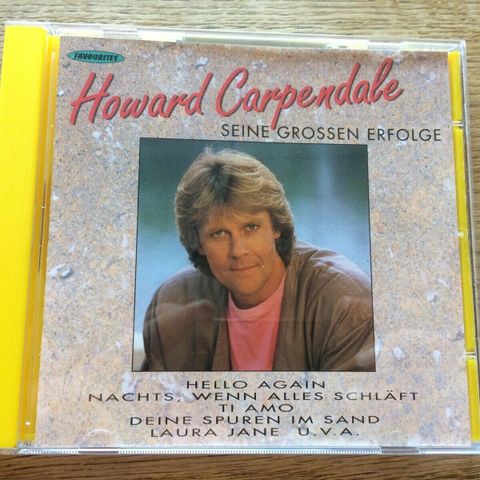 FAVOURITES
Howard Carpendale
SEINE GROSSEN ERFOLGE
HELLO AGAIN
NACHTS, WENN ALLES SCHLÄFT
TI AMO
DEINE SPUREN IM SAND
LAURA JANE U.V.A.